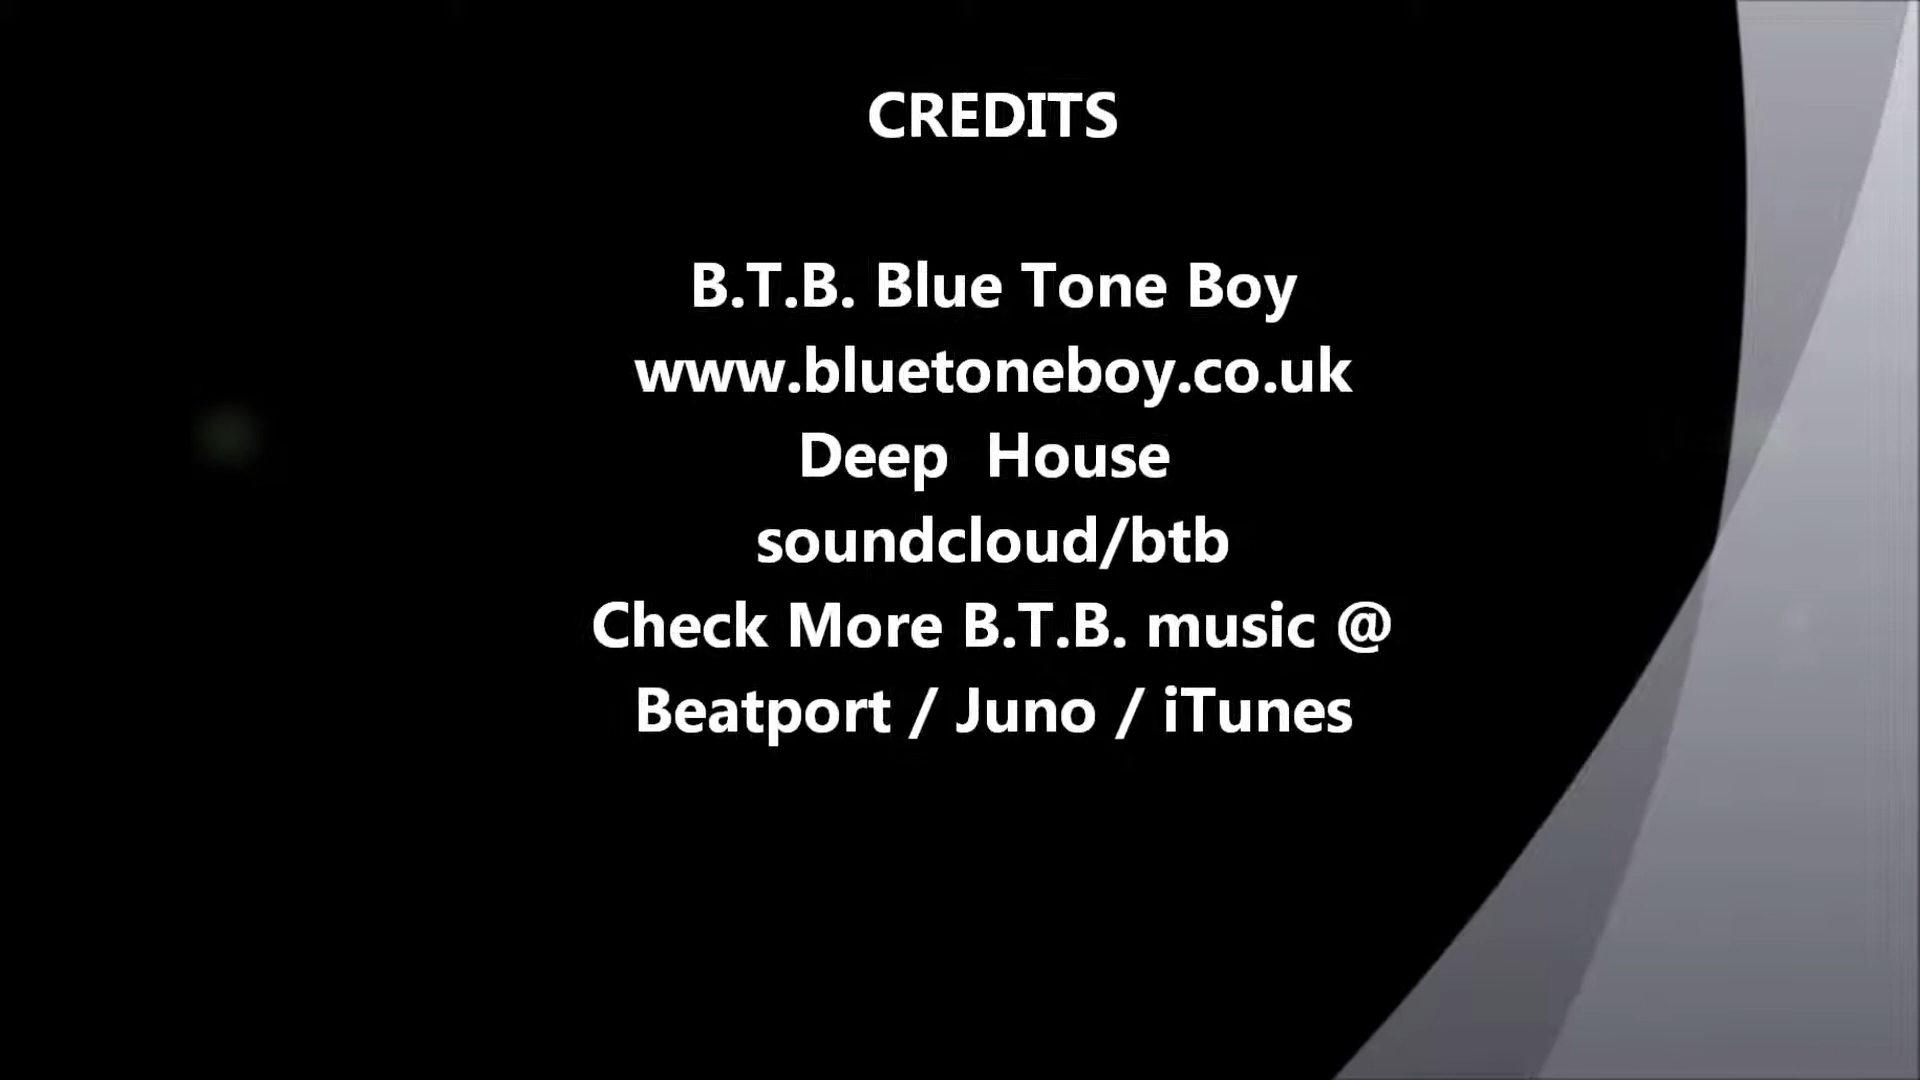 CREDITS
B.T.B. Blue Tone Boy
www.bluetoneboy.co.uk
Deep  House
soundcloud/btb
Check More B.T.B. music @
Beatport / Juno / iTunes